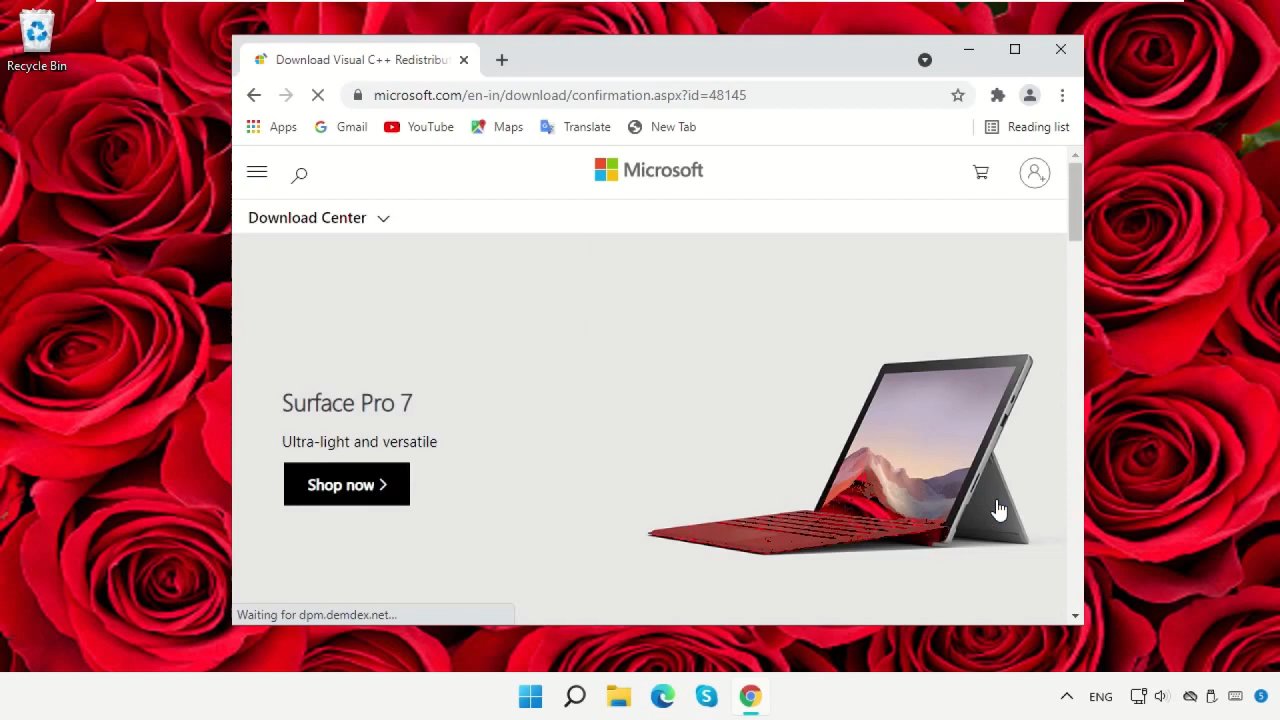 Recycle Bin
Download Visual C++ Redistribut
microsoft.com/en-in/download/confirmation.aspx?id=48145
Apps Gmail YouTube Maps Translate New Tab Reading list
Microsoft
Download Center
Surface Pro 7
Ultra-light and versatile
Shop now
Waiting for dpm.demdex.net...
ENG 5